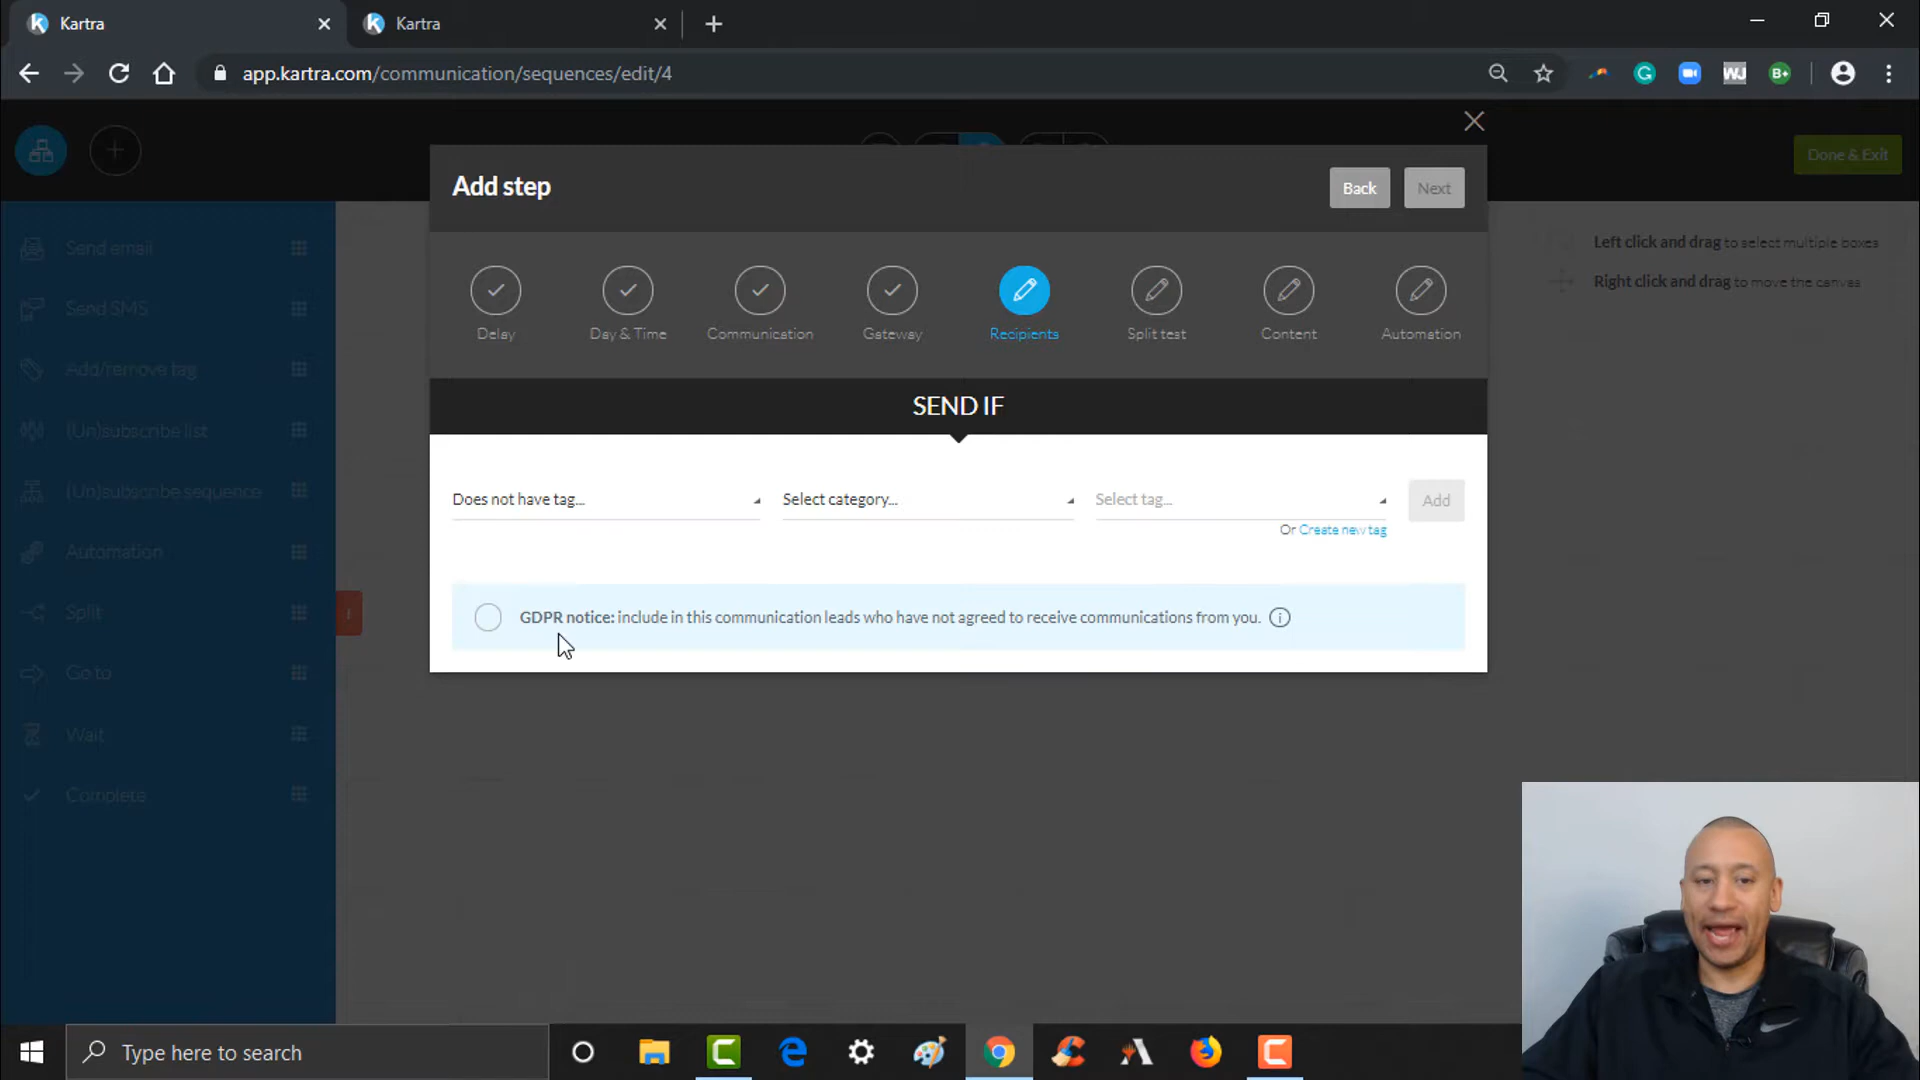 Kartra
Kartra
app.kartra.com/communication/sequences/edit/4
WJ
B+
Done & Exit
Add step
Back
Next
Send email
Send SMS
Add/remove tag
(Un)subscribe list
(Un)subscribe sequence
Automation
Split
Go to
Wait
Complete
Left click and drag to select multiple boxes
Right click and drag to move the canvas
Delay
Day & Time
Communication
Gateway
Recipients
Split test
Content
Automation
SEND IF
Does not have tag...
Select category...
Select tag...
Add
Or Create new tag
GDPR notice: include in this communication leads who have not agreed to receive communications from you.
Type here to search